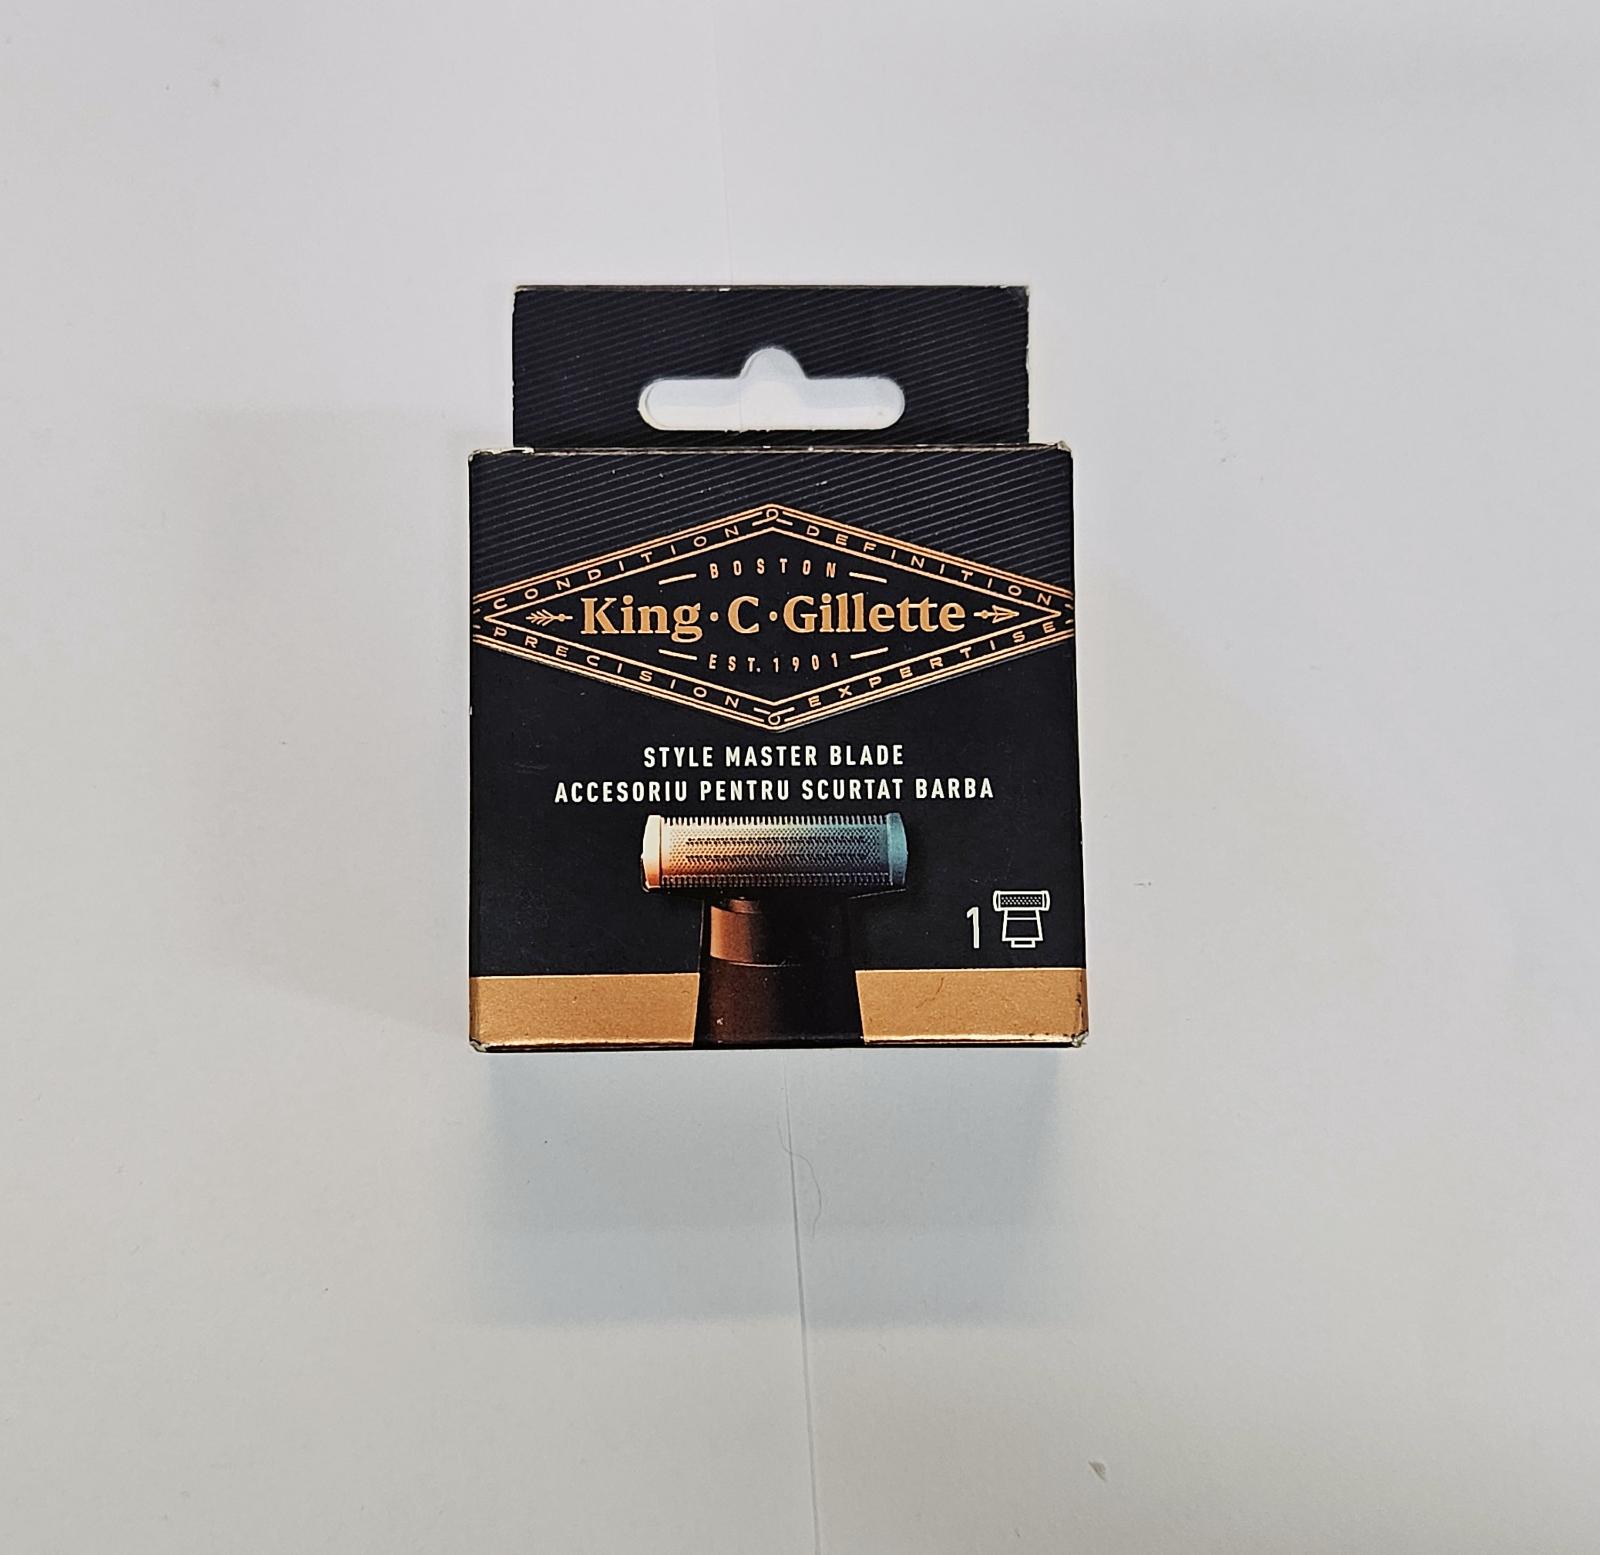 CONDITION DEFINITION
BOSTON
King·C·Gillette
EST. 1901
PRECISION EXPERTISE
STYLE MASTER BLADE
ACCESORIU PENTRU SCURTAT BARBA
1